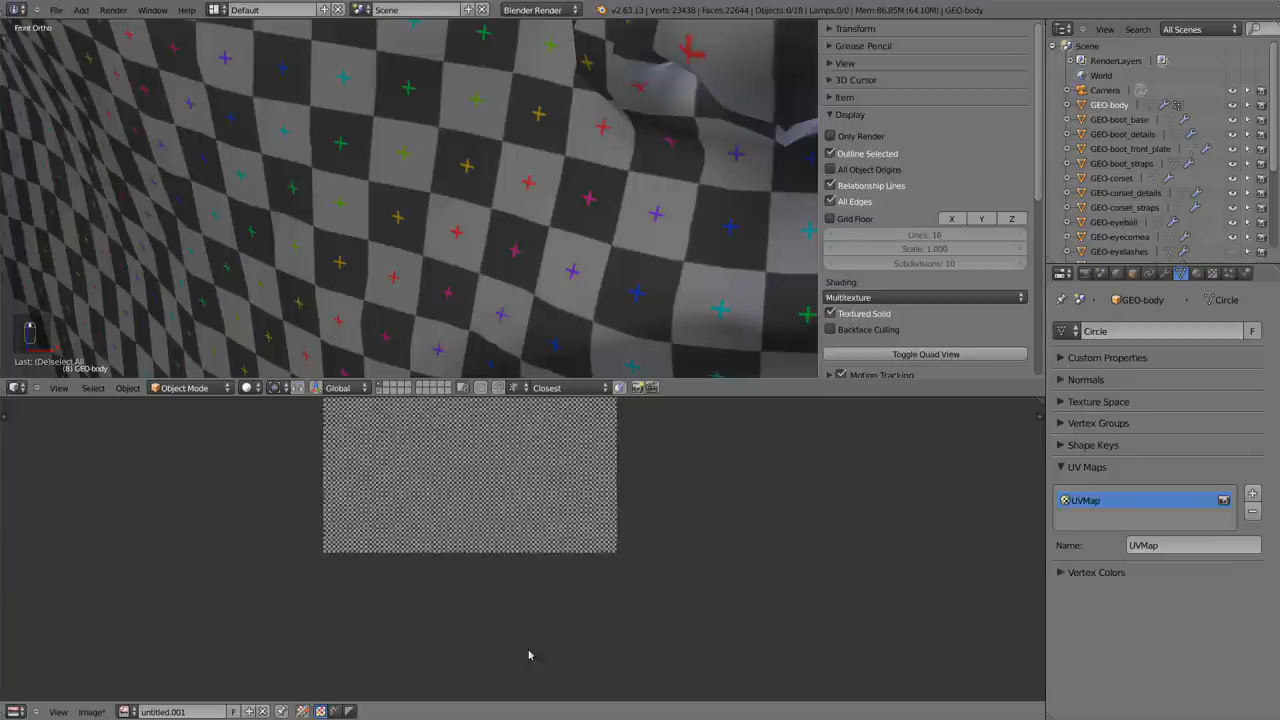 File Add Render Window Help Default Scene Blender Render v2.63.13 | Verts:23438 | Faces:22644 | Objects:0/18 | Lamps:0/0 | Mem:86.85M (64.10M) | GEO-body
Front Ortho
Last: (De)select All
(8) GEO-body
Transform
Grease Pencil
View
3D Cursor
Item
Display
Only Render
Outline Selected
All Object Origins
Relationship Lines
All Edges
Grid Floor X Y Z
Lines: 16
Scale: 1.000
Subdivisions: 10
Shading:
Multitexture
Textured Solid
Backface Culling
Toggle Quad View
Motion Tracking
View Select Object Object Mode Global Closest
View Image* untitled.001 F
View Search All Scenes
Scene
RenderLayers
World
Camera
GEO-body
GEO-boot_base
GEO-boot_details
GEO-boot_front_plate
GEO-boot_straps
GEO-corset
GEO-corset_details
GEO-corset_straps
GEO-eyeball
GEO-eyecornea
GEO-eyelashes
GEO-body Circle
Circle F
Custom Properties
Normals
Texture Space
Vertex Groups
Shape Keys
UV Maps
UVMap
Name: UVMap
Vertex Colors